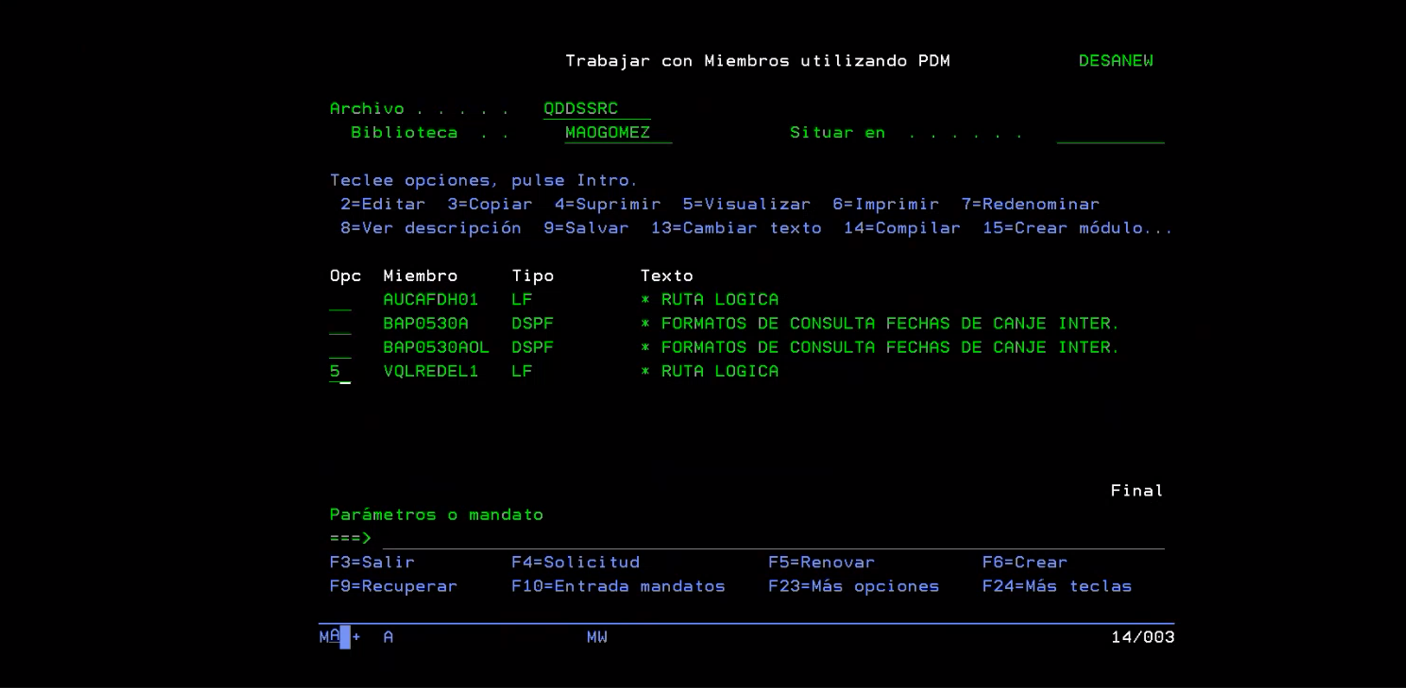 Trabajar con Miembros utilizando PDM DESANEW
Archivo . . . . . QDDSSRC
Biblioteca . . MAOGOMEZ Situar en . . . . . .
Teclee opciones, pulse Intro.
2=Editar 3=Copiar 4=Suprimir 5=Visualizar 6=Imprimir 7=Redenominar
8=Ver descripción 9=Salvar 13=Cambiar texto 14=Compilar 15=Crear módulo...
Opc Miembro Tipo Texto
AUCAFDH01 LF * RUTA LOGICA
BAP0530A DSPF * FORMATOS DE CONSULTA FECHAS DE CANJE INTER.
BAP0530AOL DSPF * FORMATOS DE CONSULTA FECHAS DE CANJE INTER.
5 VQLREDEL1 LF * RUTA LOGICA
Final
Parámetros o mandato
===>
F3=Salir F4=Solicitud F5=Renovar F6=Crear
F9=Recuperar F10=Entrada mandatos F23=Más opciones F24=Más teclas
MA + A MW 14/003